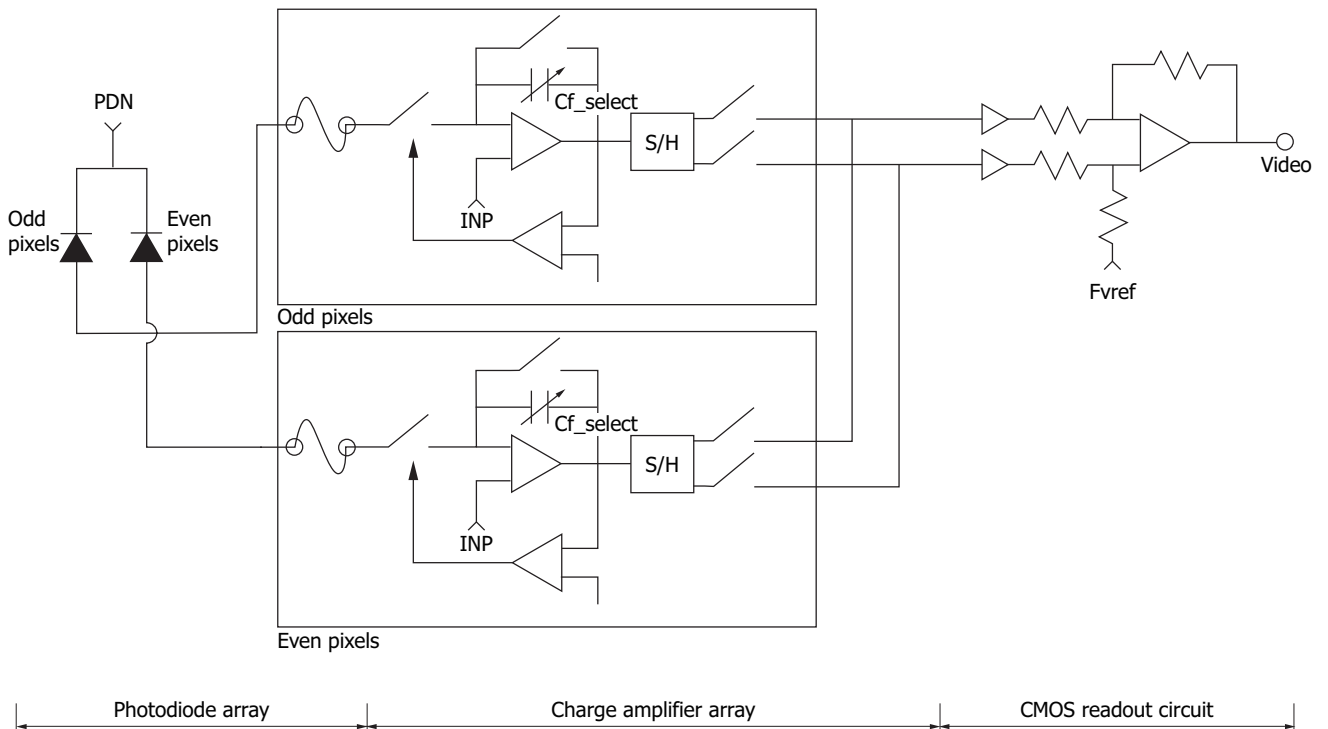 PDN
Odd
pixels
Even
pixels
Cf_select
S/H
INP
Odd pixels
Cf_select
S/H
INP
Even pixels
Video
Fvref
Photodiode array
Charge amplifier array
CMOS readout circuit